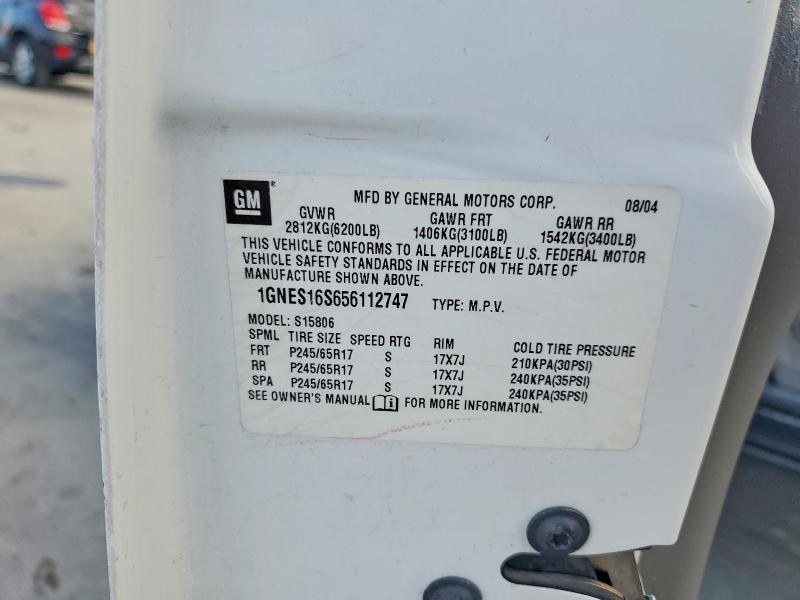 GM®
MFD BY GENERAL MOTORS CORP. 08/04
GVWR GAWR FRT GAWR RR
2812KG(6200LB) 1406KG(3100LB) 1542KG(3400LB)
THIS VEHICLE CONFORMS TO ALL APPLICABLE U.S. FEDERAL MOTOR
VEHICLE SAFETY STANDARDS IN EFFECT ON THE DATE OF
MANUFACTURE SHOWN ABOVE.
1GNES16S656112747 TYPE: M.P.V.
MODEL: S15806
SPML TIRE SIZE SPEED RTG RIM COLD TIRE PRESSURE
FRT P245/65R17 S 17X7J 210KPA(30PSI)
RR P245/65R17 S 17X7J 240KPA(35PSI)
SPA P245/65R17 S 17X7J 240KPA(35PSI)
SEE OWNER'S MANUAL i FOR MORE INFORMATION.